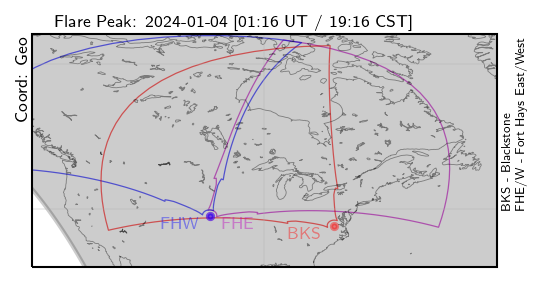 Flare Peak: 2024-01-04 [01:16 UT / 19:16 CST]
Coord: Geo
FHW
FHE
BKS
BKS - Blackstone
FHE/W - Fort Hays East/West